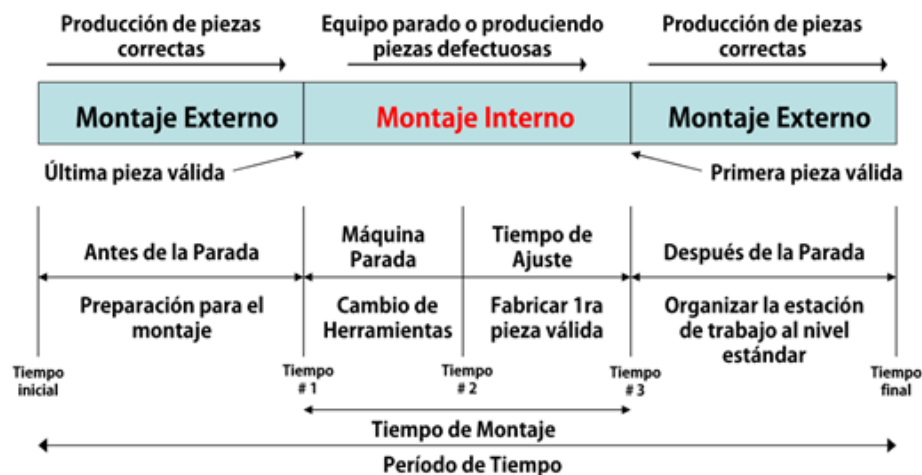 Producción de piezas
correctas
Equipo parado o produciendo
piezas defectuosas
Producción de piezas
correctas
Montaje Externo
Montaje Interno
Montaje Externo
Última pieza válida
Primera pieza válida
Antes de la Parada
Máquina
Parada
Tiempo de
Ajuste
Después de la Parada
Preparación para el
montaje
Cambio de
Herramientas
Fabricar 1ra
pieza válida
Organizar la estación
de trabajo al nivel
estándar
Tiempo
inicial
Tiempo
# 1
Tiempo
# 2
Tiempo
# 3
Tiempo
final
Tiempo de Montaje
Período de Tiempo